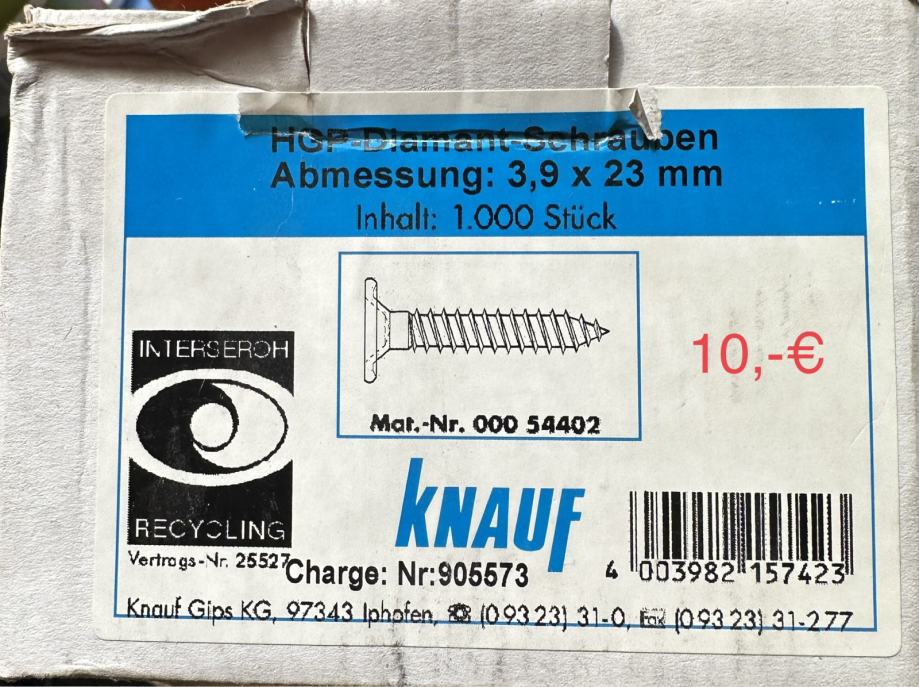 HGP-Diamant-Schrauben
Abmessung: 3,9 x 23 mm
Inhalt: 1.000 Stück
10,-€
Mat.-Nr. 000 54402
INTERSEROH
RECYCLING
Vertrags-Nr. 25527
KNAUF
Charge: Nr:905573
4 003982 157423
Knauf Gips KG, 97343 Iphofen, ☎ (0 93 23) 31-0, Fax (0 93 23) 31-2 77